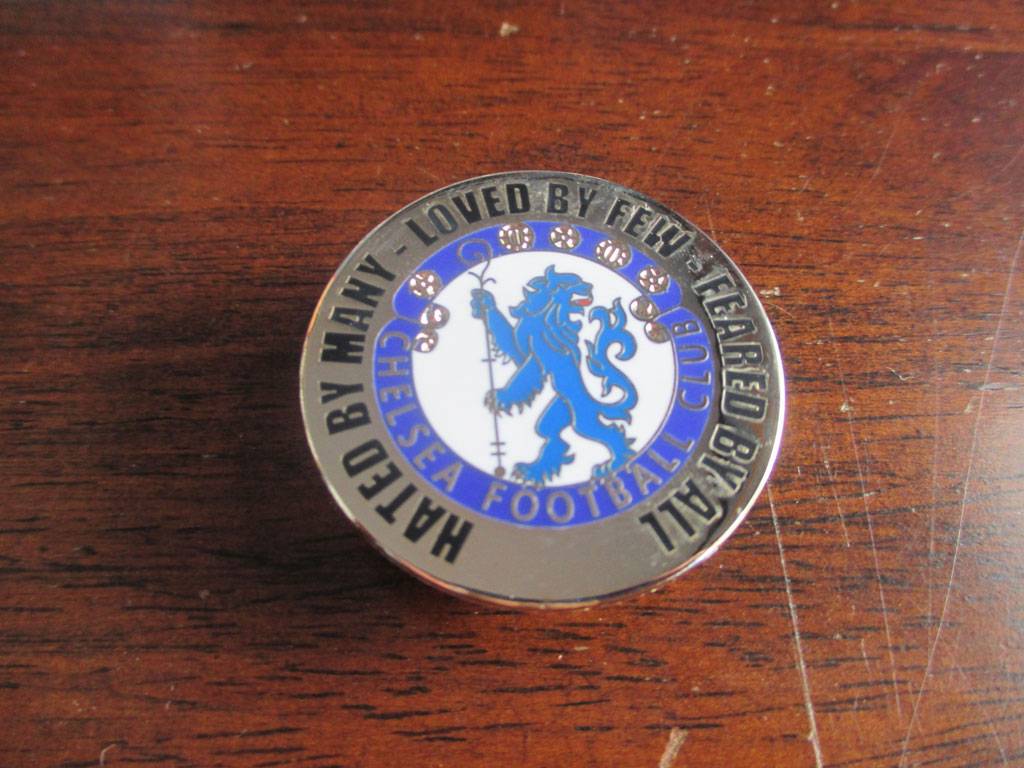 HATED BY MANY - LOVED BY FEW - FEARED BY ALL
CHELSEA FOOTBALL CLUB